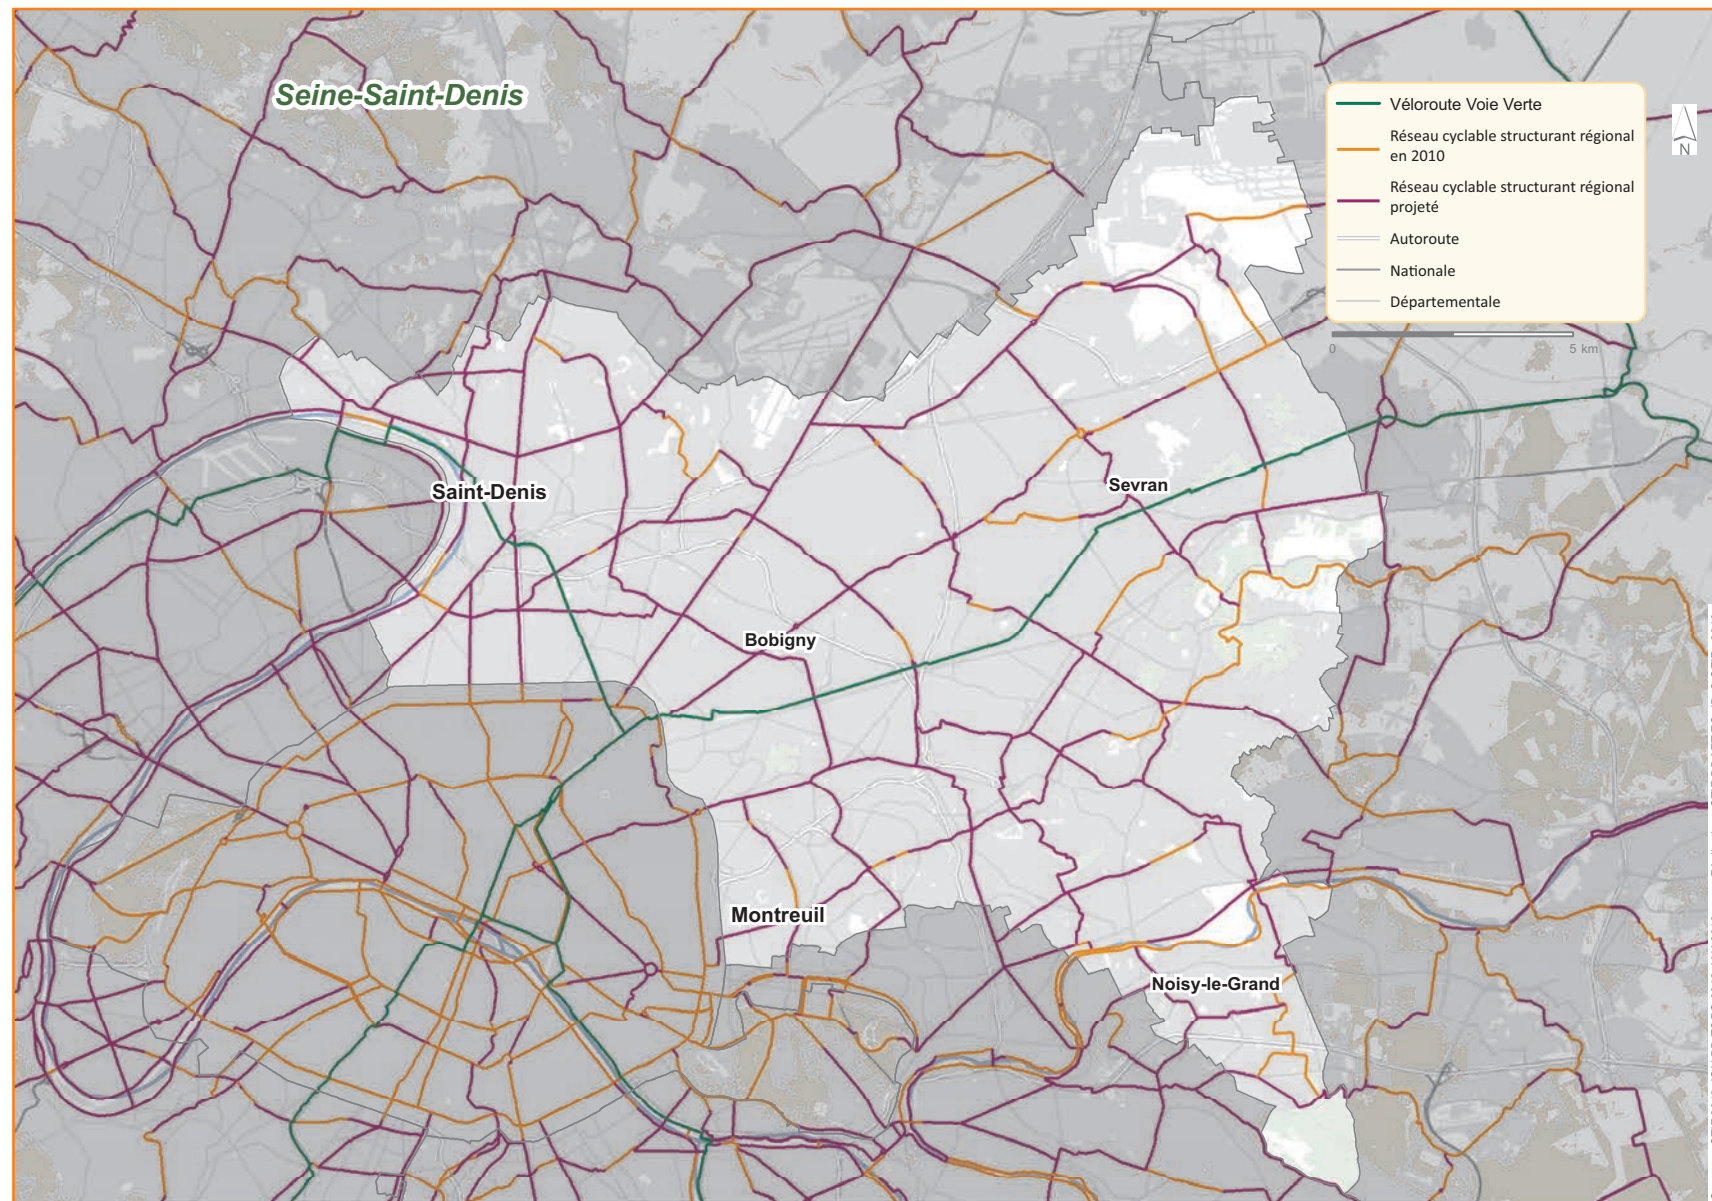 Seine-Saint-Denis
Véloroute Voie Verte
Réseau cyclable structurant régional
en 2010
Réseau cyclable structurant régional
projeté
Autoroute
Nationale
Départementale
N
0
5 km
Saint-Denis
Sevran
Bobigny
Montreuil
Noisy-le-Grand